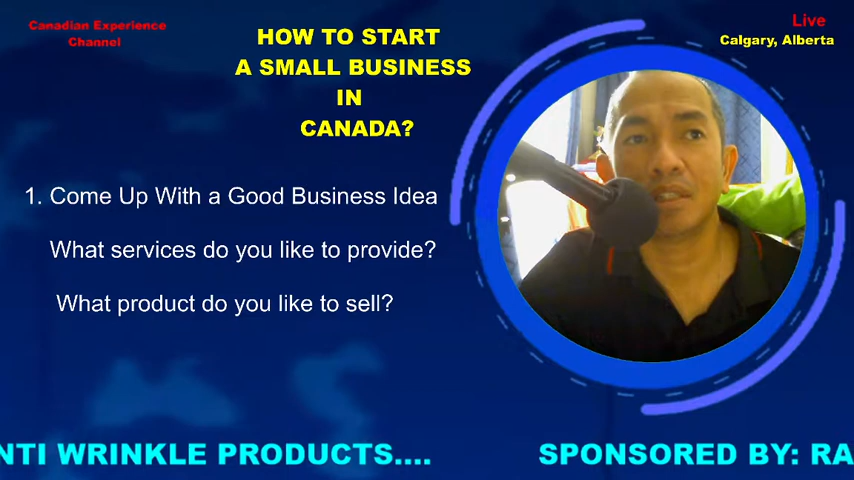 Canadian Experience
Channel
HOW TO START
A SMALL BUSINESS
IN
CANADA?
Live
Calgary, Alberta
1. Come Up With a Good Business Idea
What services do you like to provide?
What product do you like to sell?
WRINKLE PRODUCTS.... SPONSORED BY: